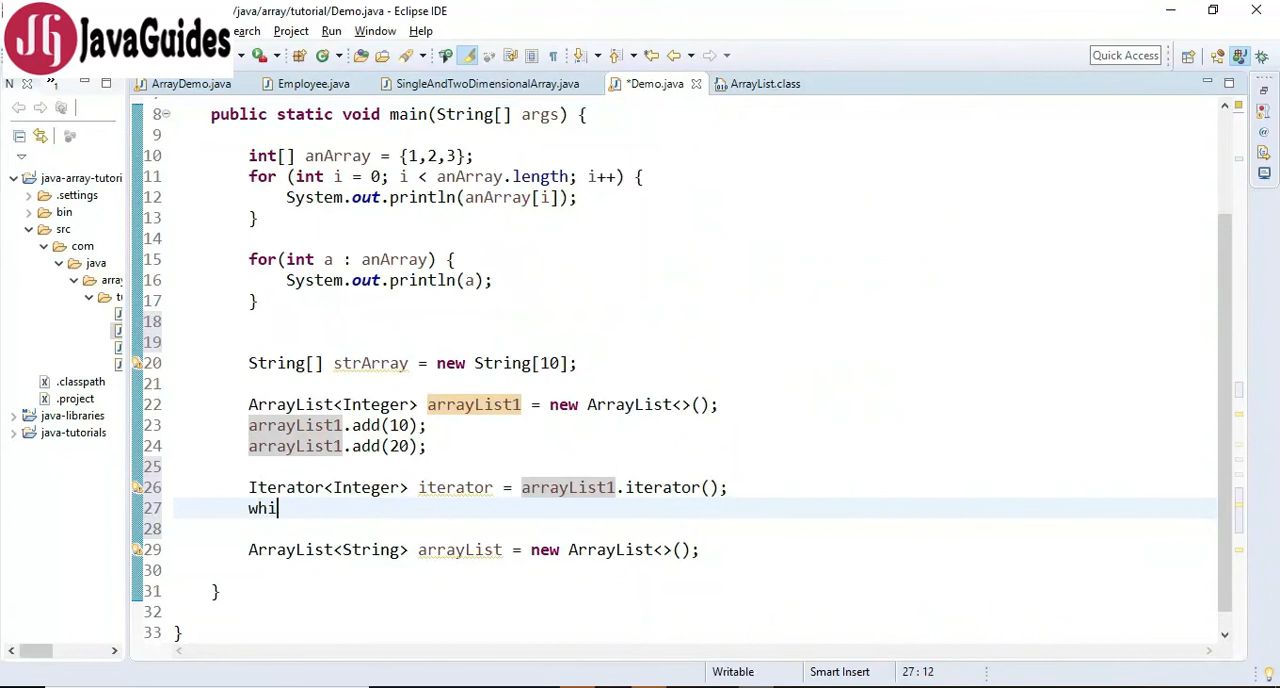 JG JavaGuides
/java/array/tutorial/Demo.java - Eclipse IDE
earch Project Run Window Help
Quick Access
N ArrayDemo.java Employee.java SingleAndTwoDimensionalArray.java *Demo.java ArrayList.class
java-array-tutori
.settings
bin
src
com
java
array
tu
.classpath
.project
java-libraries
java-tutorials
8 public static void main(String[] args) {
9
10 int[] anArray = {1,2,3};
11 for (int i = 0; i < anArray.length; i++) {
12 System.out.println(anArray[i]);
13 }
14
15 for(int a : anArray) {
16 System.out.println(a);
17 }
18
19
20 String[] strArray = new String[10];
21
22 ArrayList<Integer> arrayList1 = new ArrayList<>();
23 arrayList1.add(10);
24 arrayList1.add(20);
25
26 Iterator<Integer> iterator = arrayList1.iterator();
27 whi
28
29 ArrayList<String> arrayList = new ArrayList<>();
30
31 }
32
33 }
Writable Smart Insert 27 : 12